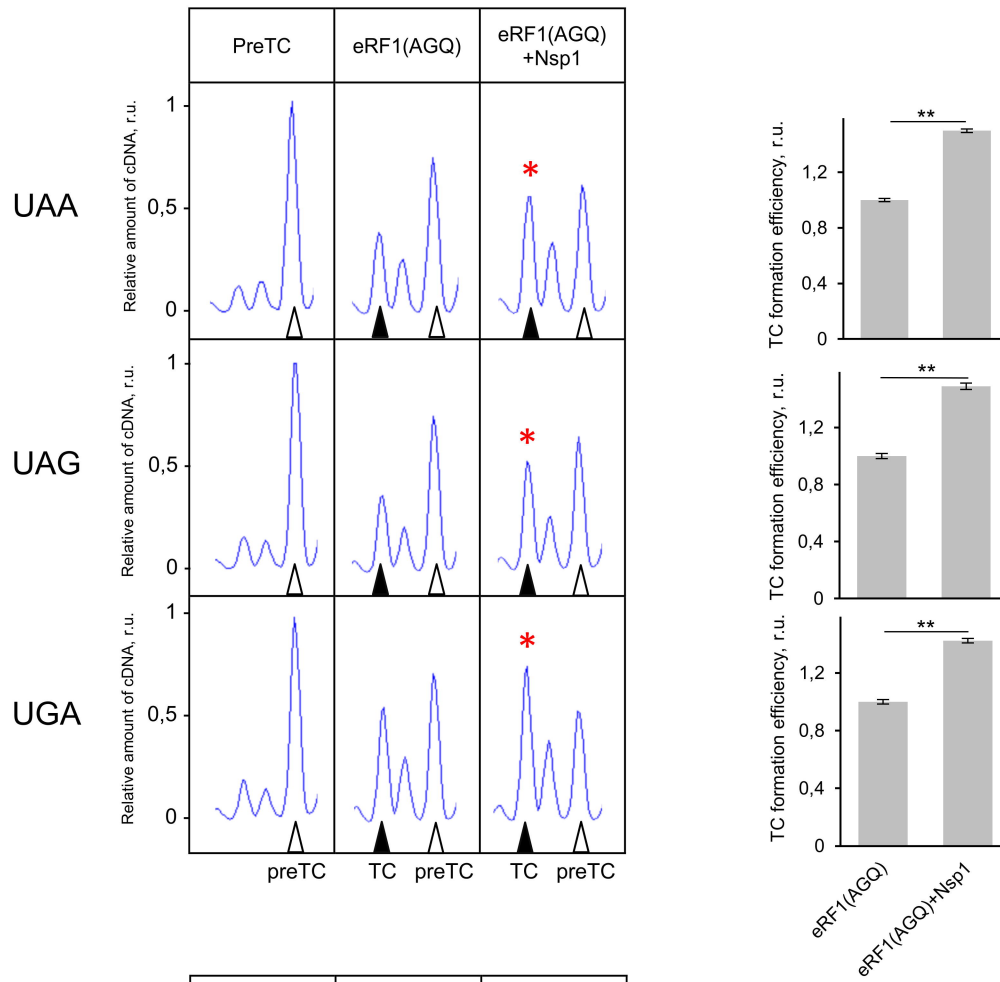 PreTC
eRF1(AGQ)
eRF1(AGQ)
+Nsp1
UAA
Relative amount of cDNA, r.u.
1
0,5
0
*
TC formation efficiency, r.u.
1,2
0,8
0.4
0
**
UAG
Relative amount of cDNA, r.u.
1
0,5
0
*
TC formation efficiency, r.u.
1,2
0,8
0,4
0
**
UGA
Relative amount of cDNA, r.u.
1
0,5
0
*
TC formation efficiency, r.u.
1,2
0,8
0,4
0
**
preTC
TC
preTC
TC
preTC
eRF1(AGQ)
eRF1(AGQ)+Nsp1